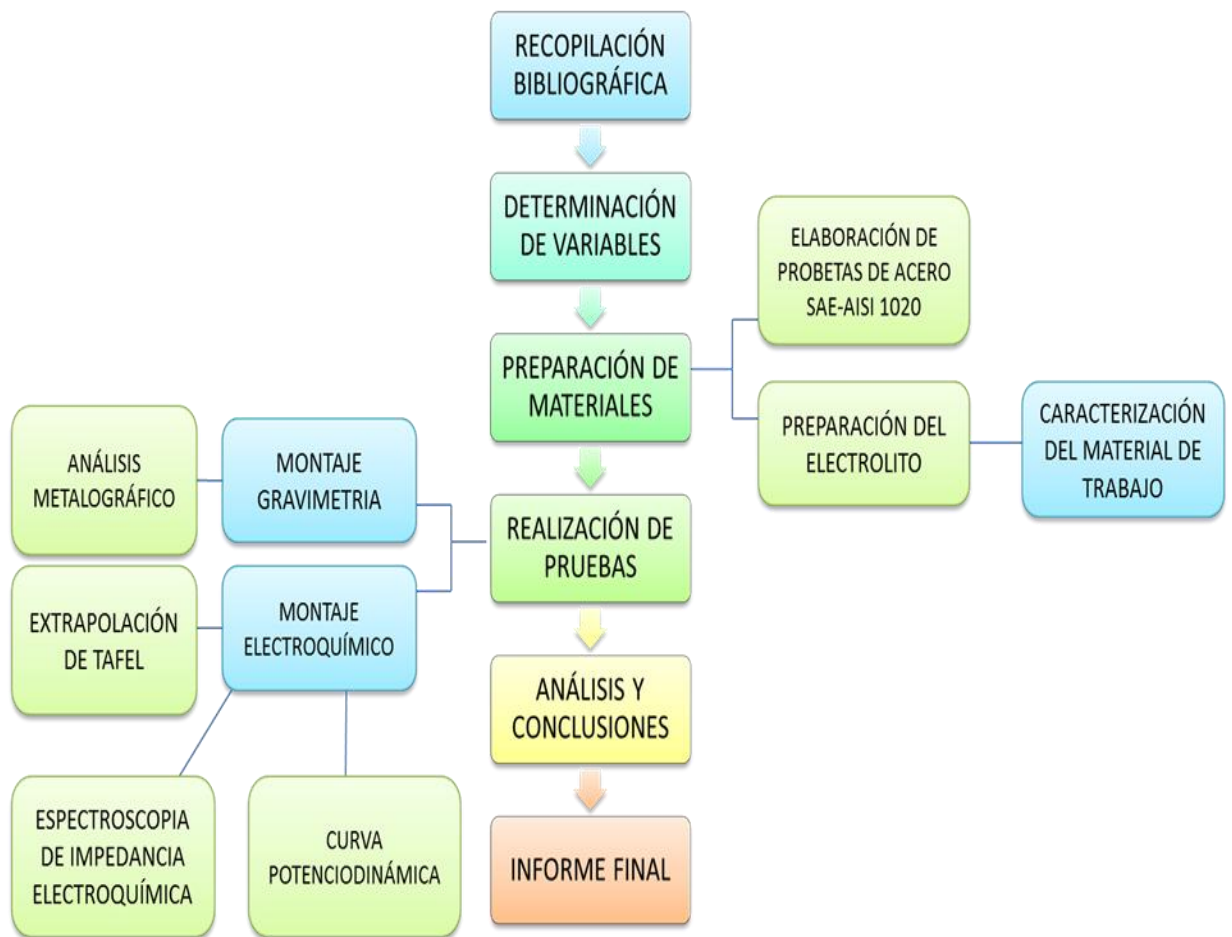 RECOPILACIÓN
BIBLIOGRÁFICA
DETERMINACIÓN
DE VARIABLES
ELABORACIÓN DE
PROBETAS DE ACERO
SAE-AISI 1020
PREPARACIÓN DE
MATERIALES
PREPARACIÓN DEL
ELECTROLITO
CARACTERIZACIÓN
DEL MATERIAL DE
TRABAJO
ANÁLISIS
METALOGRÁFICO
MONTAJE
GRAVIMETRIA
REALIZACIÓN DE
PRUEBAS
EXTRAPOLACIÓN
DE TAFEL
MONTAJE
ELECTROQUÍMICO
ANÁLISIS Y
CONCLUSIONES
ESPECTROSCOPIA
DE IMPEDANCIA
ELECTROQUÍMICA
CURVA
POTENCIODINÁMICA
INFORME FINAL